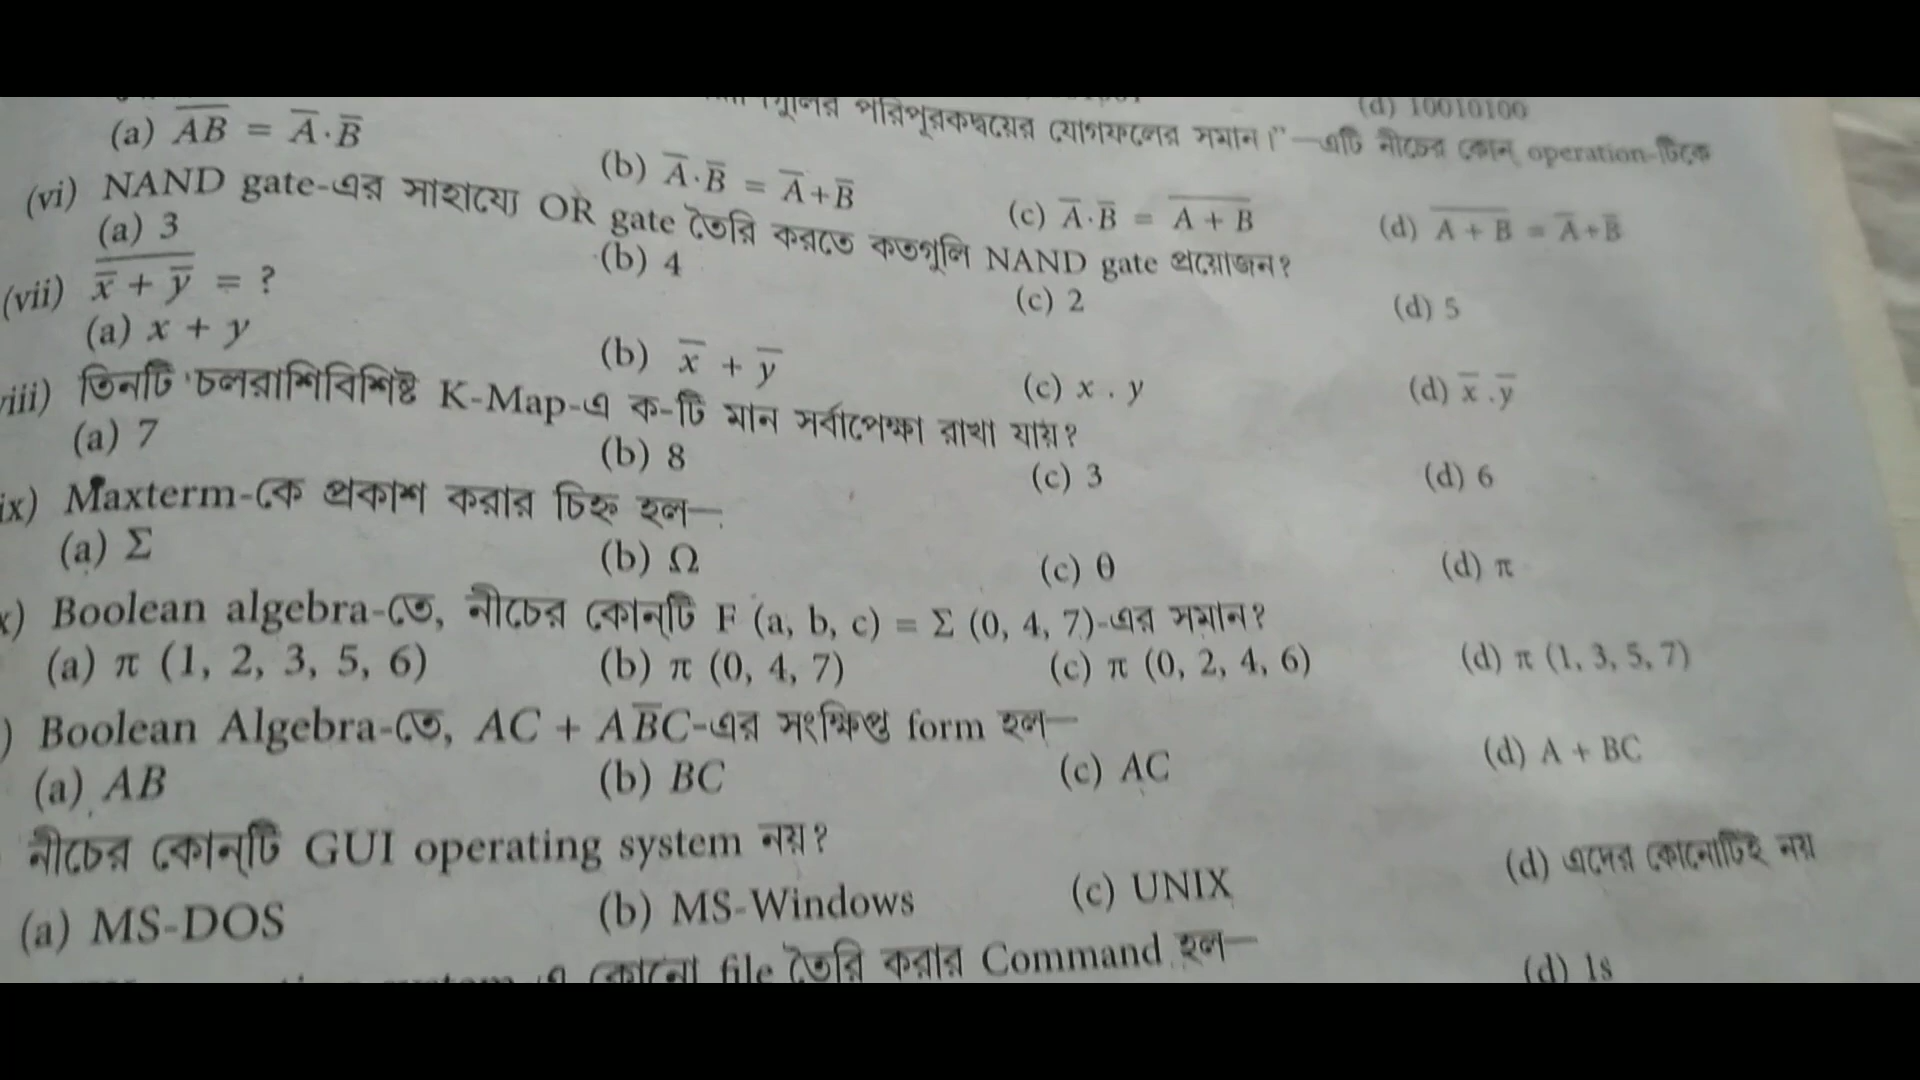 (d) 10010100
পরিপূরকদ্বয়ের যোগফলের সমান।"—এটি নীচের কোন্ operation-টিকে
(a) $\overline{AB}$ = $\overline{A}$·$\overline{B}$ (b) $\overline{A}$·$\overline{B}$ = $\overline{A}$+$\overline{B}$ (c) $\overline{A}$·$\overline{B}$ = $\overline{A + B}$ (d) $\overline{A + B}$ = $\overline{A}$+$\overline{B}$
(vi) NAND gate-এর সাহায্যে OR gate তৈরি করতে কতগুলি NAND gate প্রয়োজন?
(a) 3 (b) 4 (c) 2 (d) 5
(vii) $\overline{\overline{x} + \overline{y}}$ = ?
(a) x + y (b) $\overline{x}$ + $\overline{y}$ (c) x . y (d) $\overline{x}$ .$\overline{y}$
iii) তিনটি চলরাশিবিশিষ্ট K-Map-এ ক-টি মান সর্বাপেক্ষা রাখা যায়?
(a) 7 (b) 8 (c) 3 (d) 6
ix) Maxterm-কে প্রকাশ করার চিহ্ন হল—
(a) Σ (b) Ω (c) θ (d) π
x) Boolean algebra-তে, নীচের কোন্‌টি F (a, b, c) = Σ (0, 4, 7)-এর সমান?
(a) π (1, 2, 3, 5, 6) (b) π (0, 4, 7) (c) π (0, 2, 4, 6) (d) π (1, 3, 5, 7)
) Boolean Algebra-তে, AC + A$\overline{B}$C-এর সংক্ষিপ্ত form হল—
(a) AB (b) BC (c) AC (d) A + BC
নীচের কোন্‌টি GUI operating system নয়?
(a) MS-DOS (b) MS-Windows (c) UNIX (d) এদের কোনোটিই নয়
কোনো file তৈরি করার Command হল—
(d) 1s